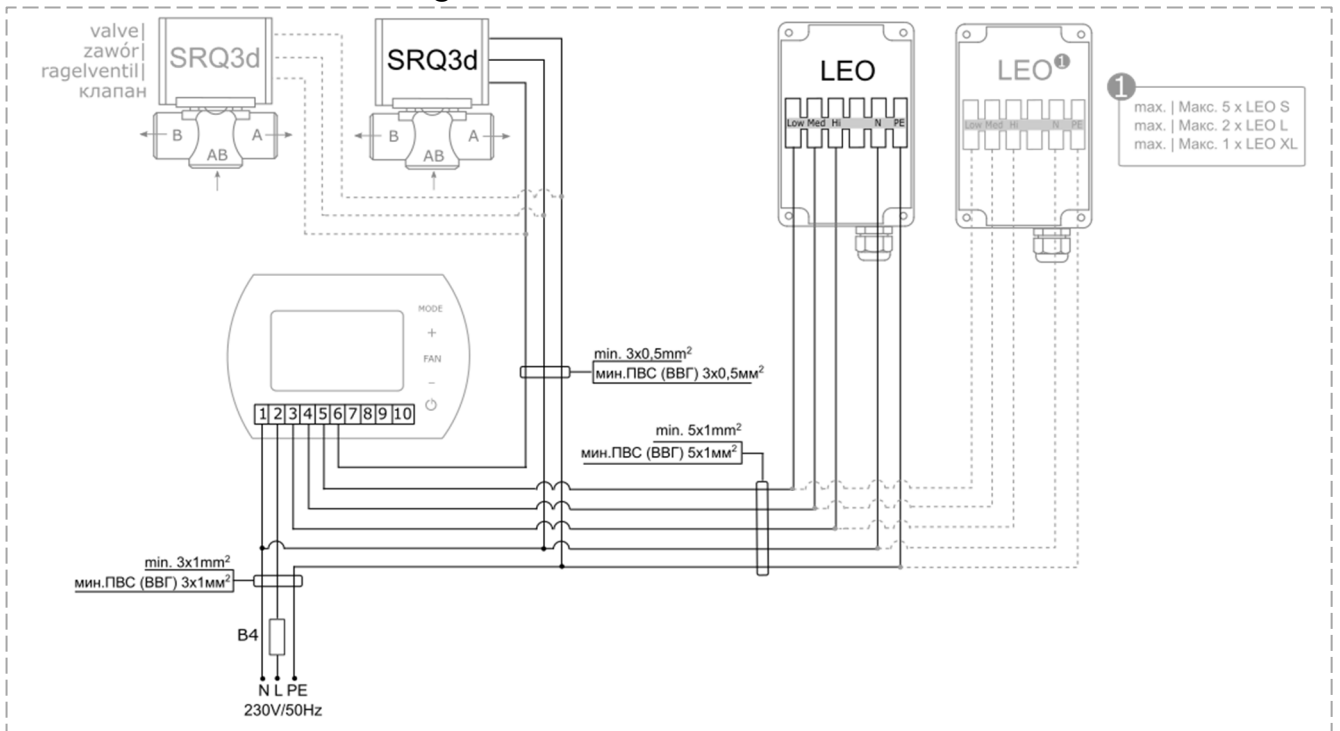 valve|
zawór|
ragelventil|
клапан
SRQ3d
B
A
AB
SRQ3d
B
A
AB
LEO
Low Med Hi N PE
LEO❶
Low Med Hi N PE
1
max. | Макс. 5 x LEO S
max. | Макс. 2 x LEO L
max. | Макс. 1 x LEO XL
MODE
+
FAN
−
1 2 3 4 5 6 7 8 9 10
min. 3x0,5mm²
мин.ПВС (ВВГ) 3x0,5мм²
min. 5x1mm²
мин.ПВС (ВВГ) 5x1мм²
min. 3x1mm²
мин.ПВС (ВВГ) 3x1мм²
B4
N L PE
230V/50Hz